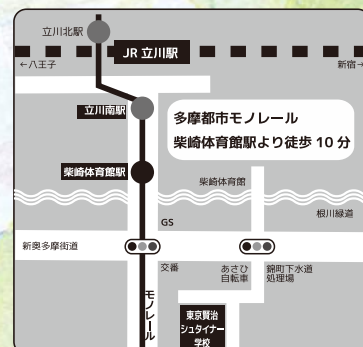 立川北駅
JR 立川駅
←八王子
新宿→
立川南駅
多摩都市モノレール
柴崎体育館駅より徒歩 10 分
柴崎体育館駅
柴崎体育館
根川緑道
GS
新奥多摩街道
交番
あさひ
自転車
錦町下水道
処理場
モノレール
東京賢治
シュタイナー
学校